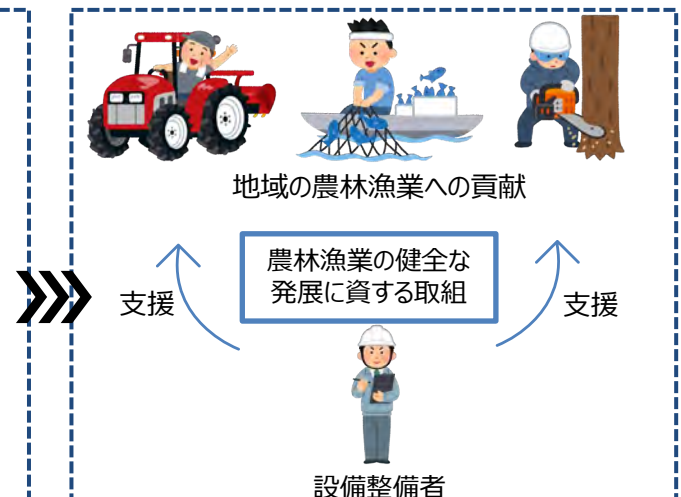 地域の農林漁業への貢献
農林漁業の健全な
発展に資する取組
支援
支援
設備整備者